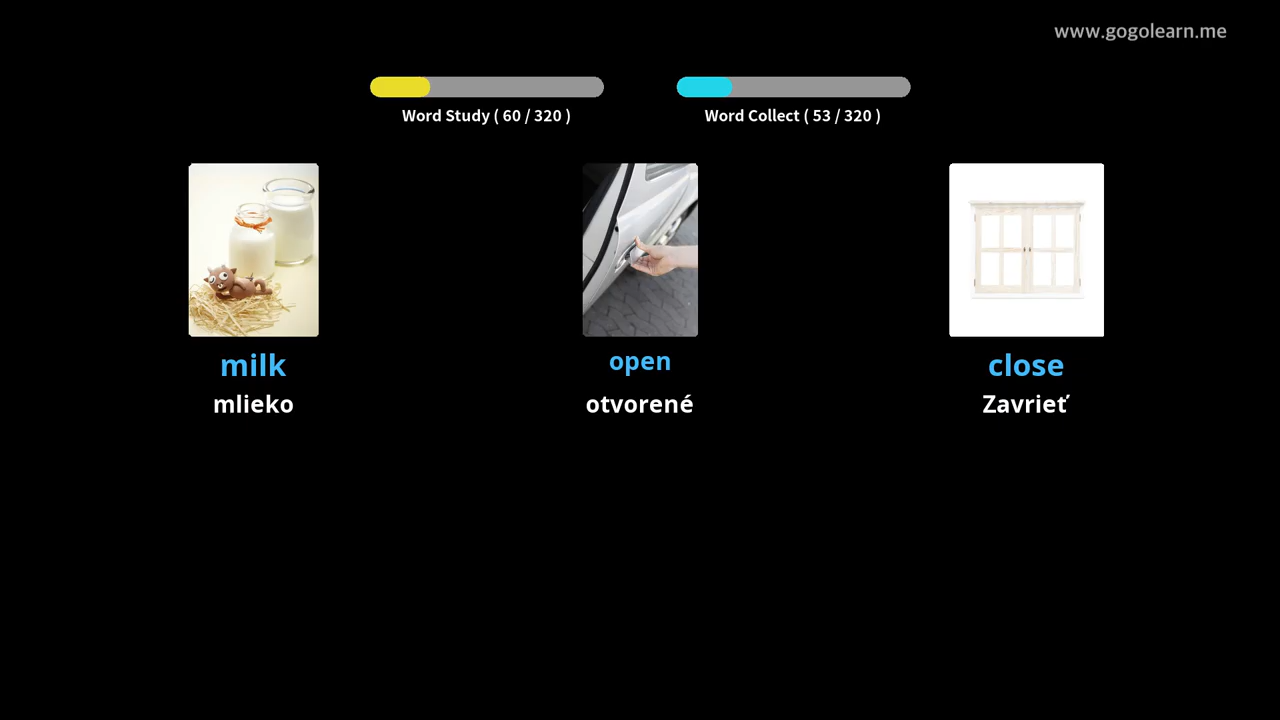 www.gogolearn.me
Word Study ( 60 / 320 )
Word Collect ( 53 / 320 )
milk
open
close
mlieko
otvorené
Zavrieť